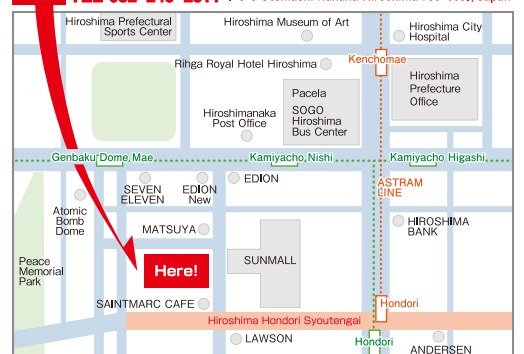 Hiroshima Prefectural
Sports Center
Hiroshima Museum of Art
Hiroshima City
Hospital
Rihga Royal Hotel Hiroshima
Kenchomae
Hiroshima
Prefecture
Office
Pacela
SOGO
Hiroshima
Bus Center
Hiroshimanaka
Post Office
Genbaku Dome Mae
Kamiyacho Nishi
Kamiyacho Higashi
SEVEN
ELEVEN
EDION
New
EDION
ASTRAM
LINE
Atomic
Bomb
Dome
MATSUYA
HIROSHIMA
BANK
Peace
Memorial
Park
Here!
SUNMALL
SAINTMARC CAFE
Hondori
Hiroshima Hondori Syoutengai
LAWSON
Hondori
ANDERSEN